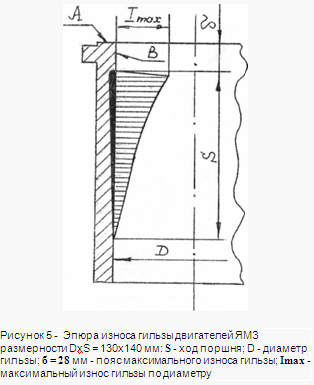 A
Imax
B
S
D
Рисунок 5 - Эпюра износа гильзы двигателей ЯМЗ
размерности DxS = 130x140 мм: S - ход поршня; D - диаметр
гильзы; б = 28 мм - пояс максимального износа гильзы; Imax -
максимальный износ гильзы по диаметру